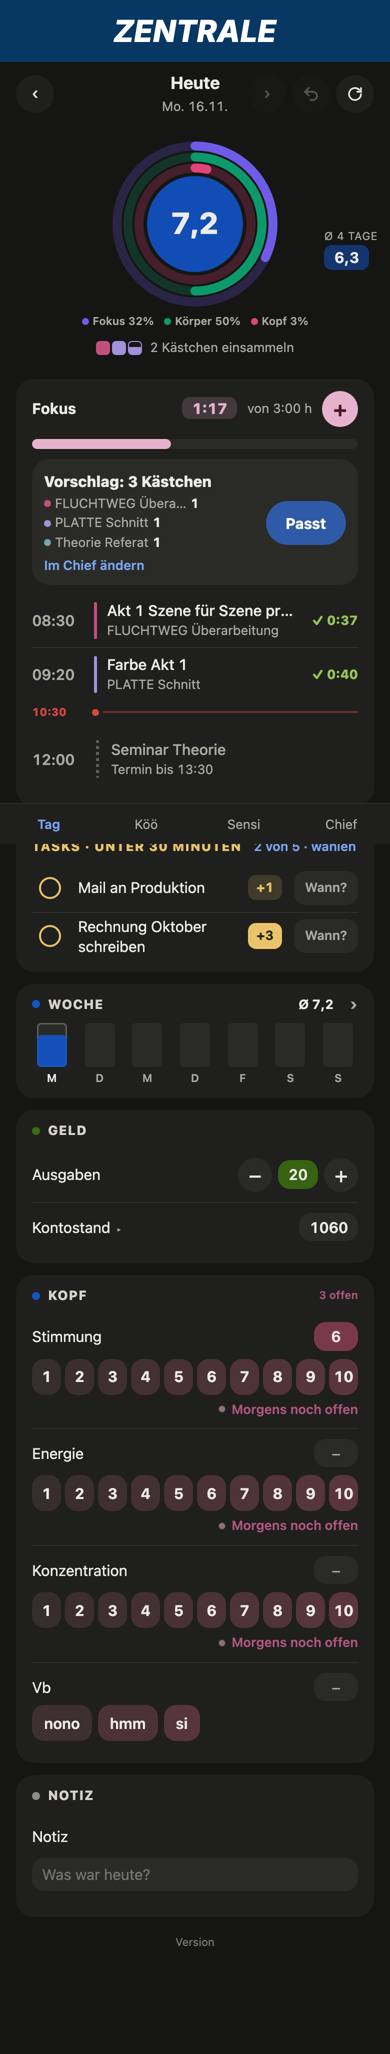 ZENTRALE
Heute
Mo. 16.11.
7,2
Ø 4 TAGE
6,3
Fokus 32% Körper 50% Kopf 3%
2 Kästchen einsammeln
Fokus 1:17 von 3:00 h +
Vorschlag: 3 Kästchen
FLUCHTWEG Übera... 1
PLATTE Schnitt 1
Theorie Referat 1
Passt
Im Chief ändern
08:30 Akt 1 Szene für Szene pr... ✓ 0:37
FLUCHTWEG Überarbeitung
09:20 Farbe Akt 1 ✓ 0:40
PLATTE Schnitt
10:30
12:00 Seminar Theorie
Termin bis 13:30
Tag Köö Sensi Chief
TASKS · UNTER 30 MINUTEN 2 von 5 · wählen
Mail an Produktion +1 Wann?
Rechnung Oktober
schreiben +3 Wann?
WOCHE Ø 7,2 ›
M D M D F S S
GELD
Ausgaben − 20 +
Kontostand 1060
KOPF 3 offen
Stimmung 6
1 2 3 4 5 6 7 8 9 10
Morgens noch offen
Energie –
1 2 3 4 5 6 7 8 9 10
Morgens noch offen
Konzentration –
1 2 3 4 5 6 7 8 9 10
Morgens noch offen
Vb –
nono hmm si
NOTIZ
Notiz
Was war heute?
Version